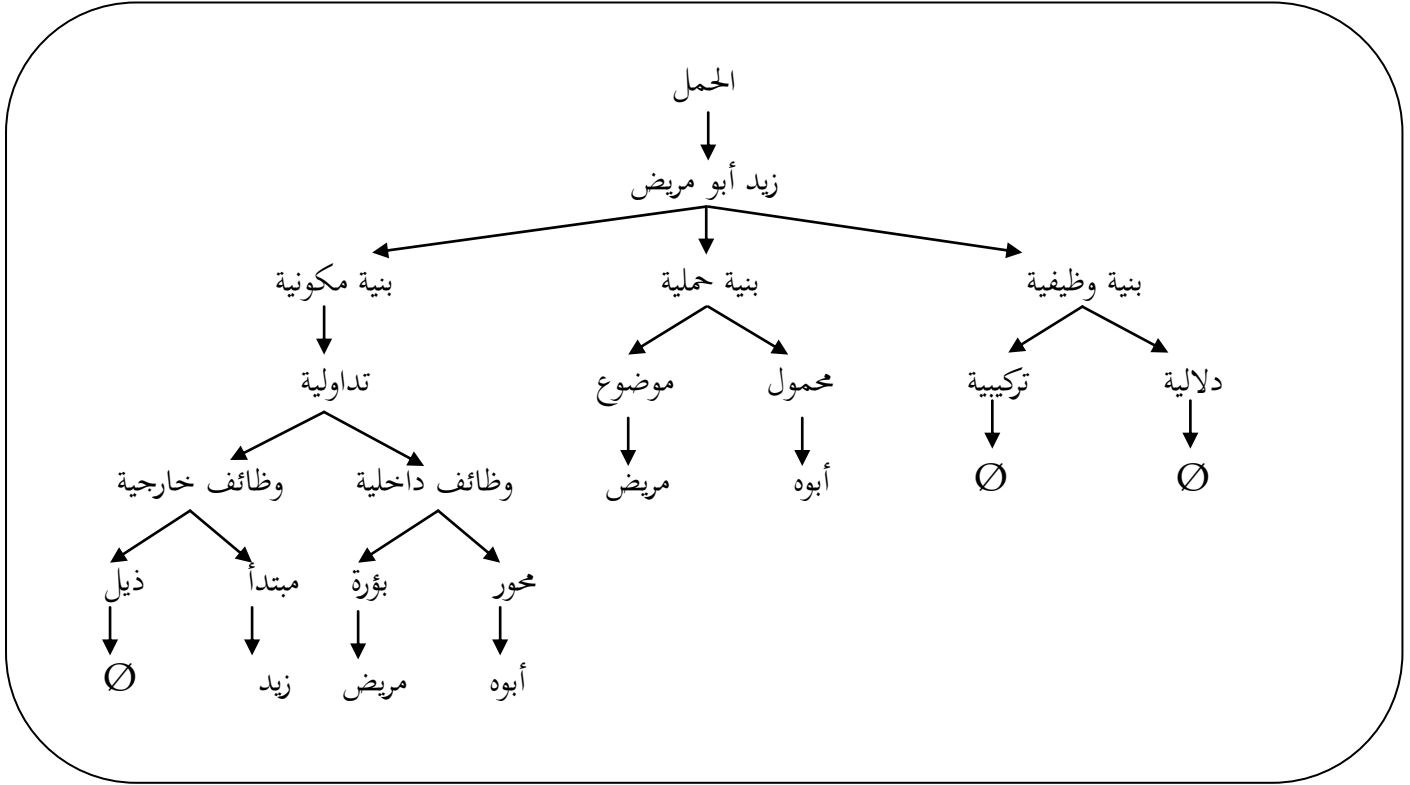 الحمل
زيد أبو مريض
بنية وظيفية بنية حملية بنية مكونية
دلالية تركيبية محمول موضوع تداولية
Ø Ø أبوه مريض وظائف داخلية وظائف خارجية
محور بؤرة مبتدأ ذيل
أبوه مريض زيد Ø